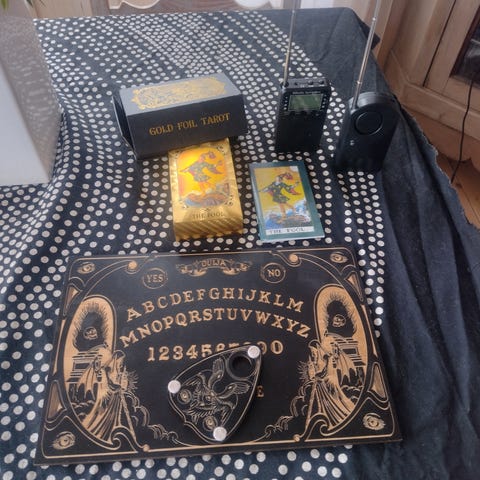 GOLD FOIL TAROT
THE FOOL
THE FOOL
OUIJA
YES
NO
ABCDEFGHIJKLM
NOPQRSTUVWXYZ
1234567890